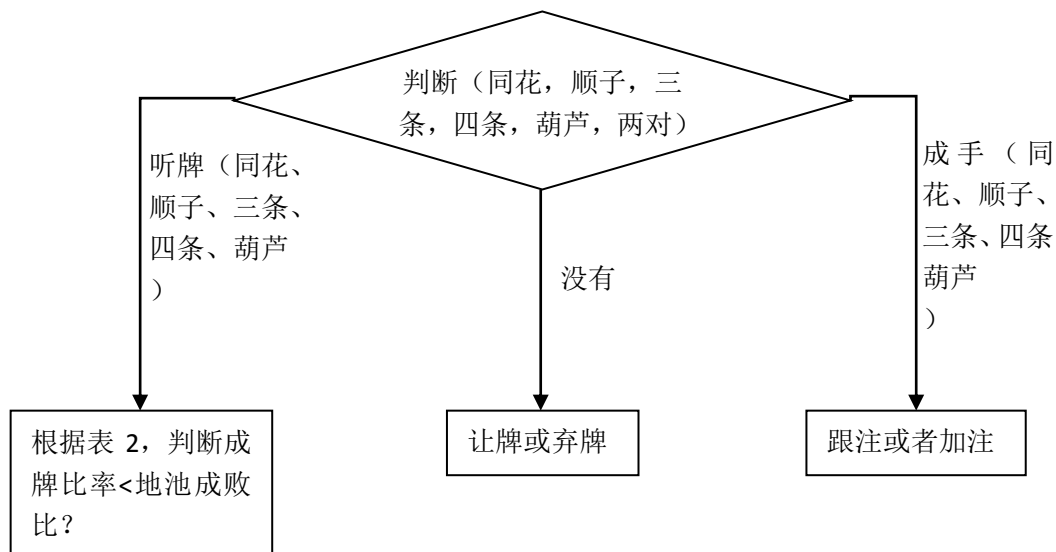 判断（同花，顺子，三
条，四条，葫芦，两对）
听牌（同花、
顺子、三条、
四条、葫芦
）
没有
成手（同
花、顺子、
三条、四条
葫芦
）
根据表 2，判断成
牌比率<地池成败
比？
让牌或弃牌
跟注或者加注